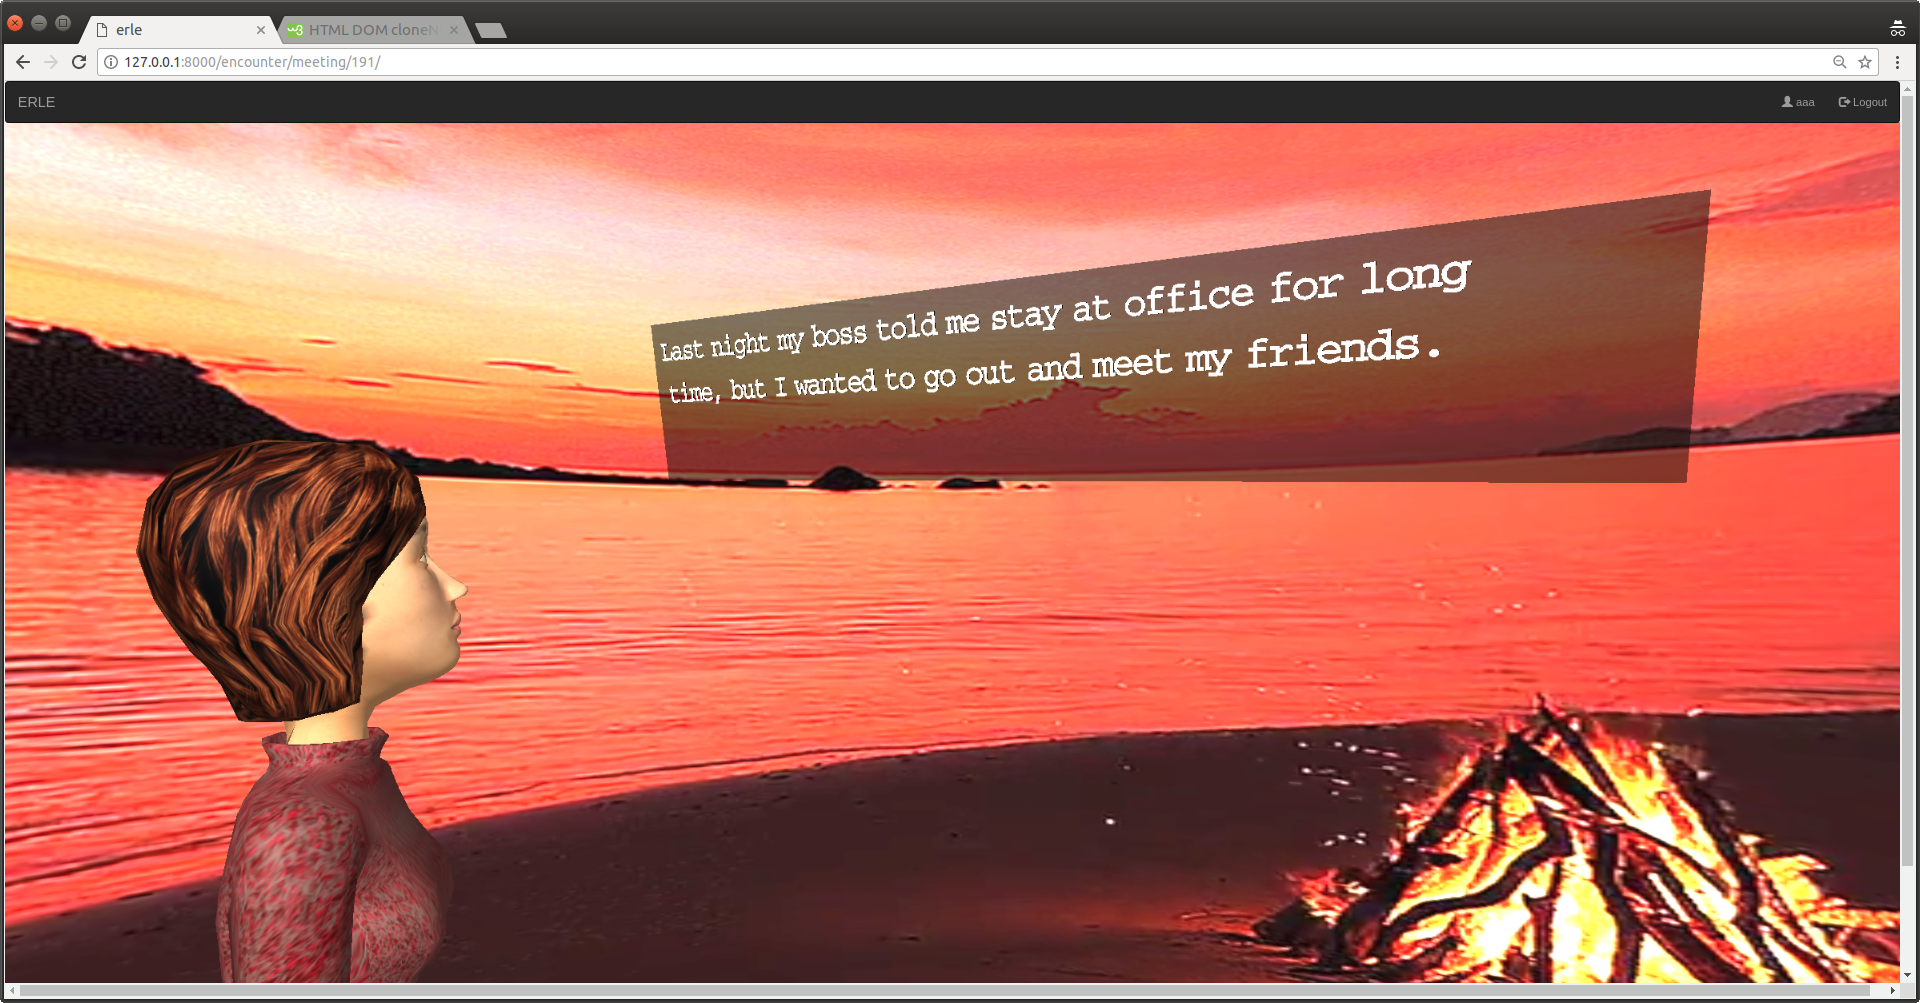 erle
HTML DOM cloneN
127.0.0.1:8000/encounter/meeting/191/
ERLE
aaa
Logout
Last night my boss told me stay at office for long
time, but I wanted to go out and meet my friends.